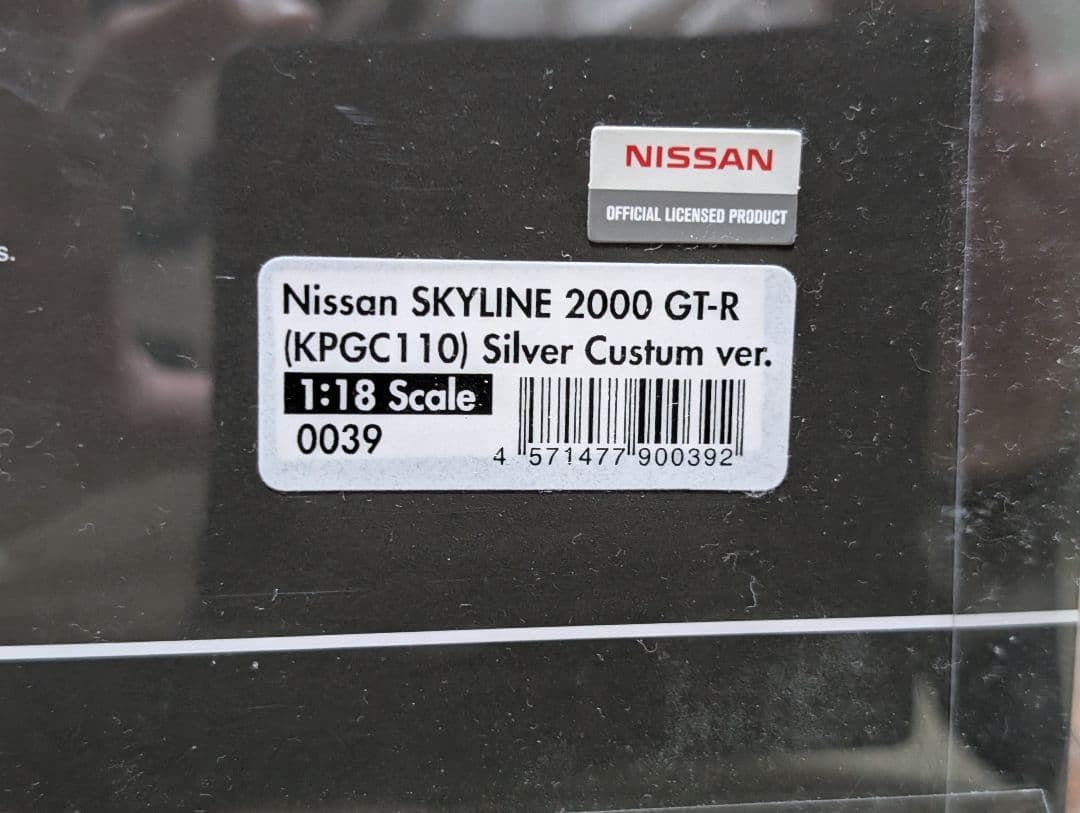 NISSAN
OFFICIAL LICENSED PRODUCT
s.
Nissan SKYLINE 2000 GT-R
(KPGC110) Silver Custum ver.
1:18 Scale
0039
4 571477 900392